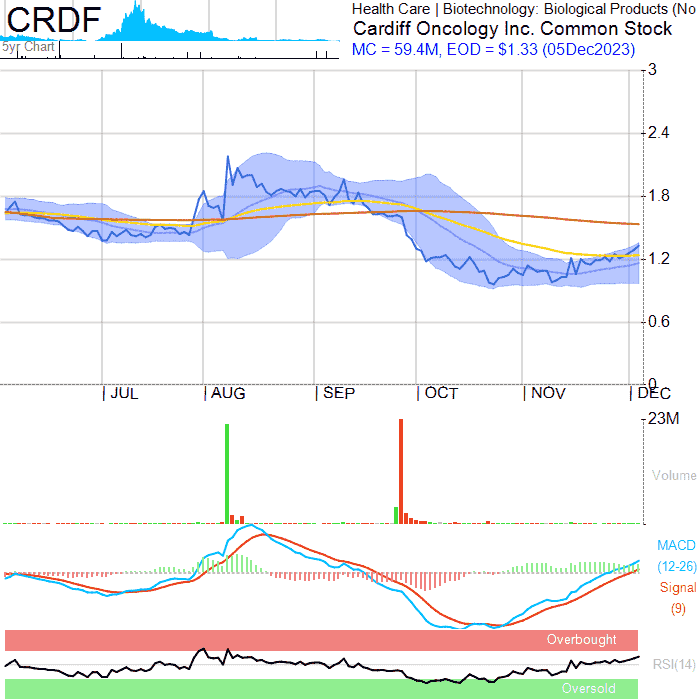 CRDF
5yr Chart
Health Care | Biotechnology: Biological Products (No
Cardiff Oncology Inc. Common Stock
MC = 59.4M, EOD = $1.33 (05Dec2023)
3
2.4
1.8
1.2
0.6
0
JUL AUG SEP OCT NOV DEC
23M
Volume
MACD
(12-26)
Signal
(9)
Overbought
RSI(14)
Oversold